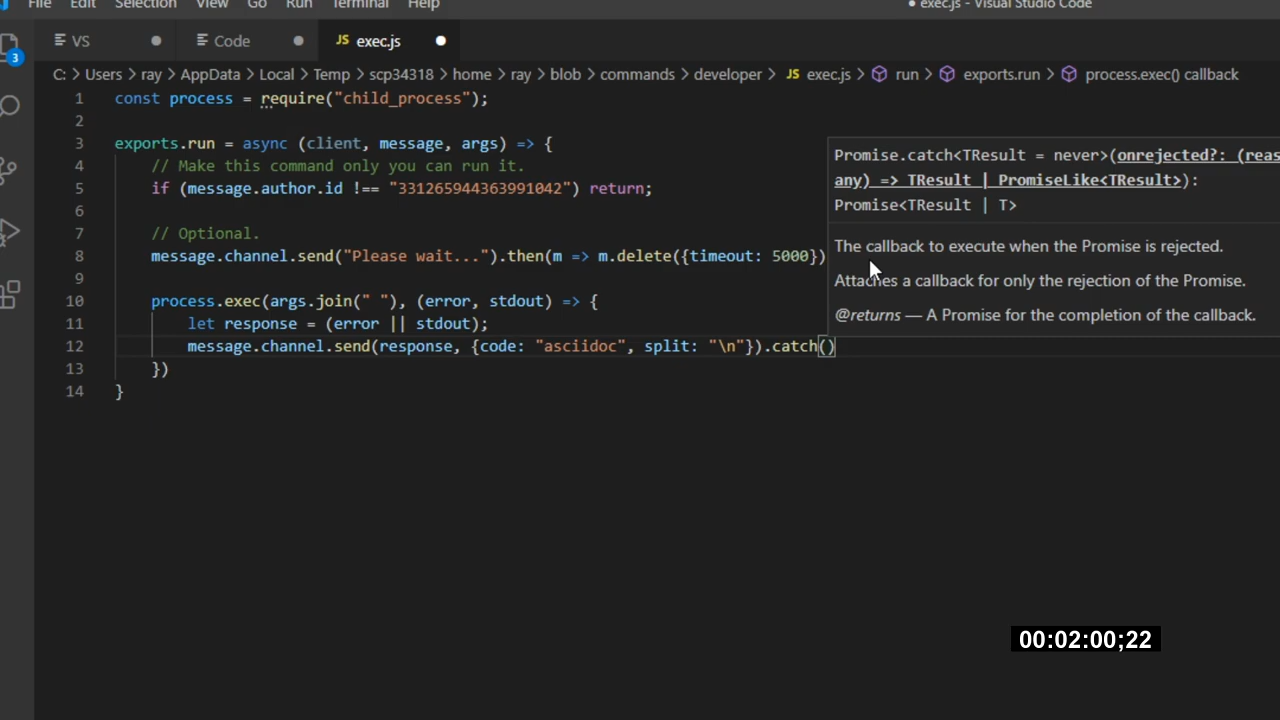 File Edit Selection View Go Run Terminal Help ● exec.js - Visual Studio Code
VS ● Code ● JS exec.js ●
3
C: > Users > ray > AppData > Local > Temp > scp34318 > home > ray > blob > commands > developer > JS exec.js > run > exports.run > process.exec() callback
1 const process = require("child_process");
2
3 exports.run = async (client, message, args) => {
4 // Make this command only you can run it.
5 if (message.author.id !== "331265944363991042") return;
6
7 // Optional.
8 message.channel.send("Please wait...").then(m => m.delete({timeout: 5000})
9
10 process.exec(args.join(" "), (error, stdout) => {
11 let response = (error || stdout);
12 message.channel.send(response, {code: "asciidoc", split: "\n"}).catch()
13 })
14 }
Promise.catch<TResult = never>(onrejected?: (reas
any) => TResult | PromiseLike<TResult>):
Promise<TResult | T>
The callback to execute when the Promise is rejected.
Attaches a callback for only the rejection of the Promise.
@returns — A Promise for the completion of the callback.
00:02:00;22